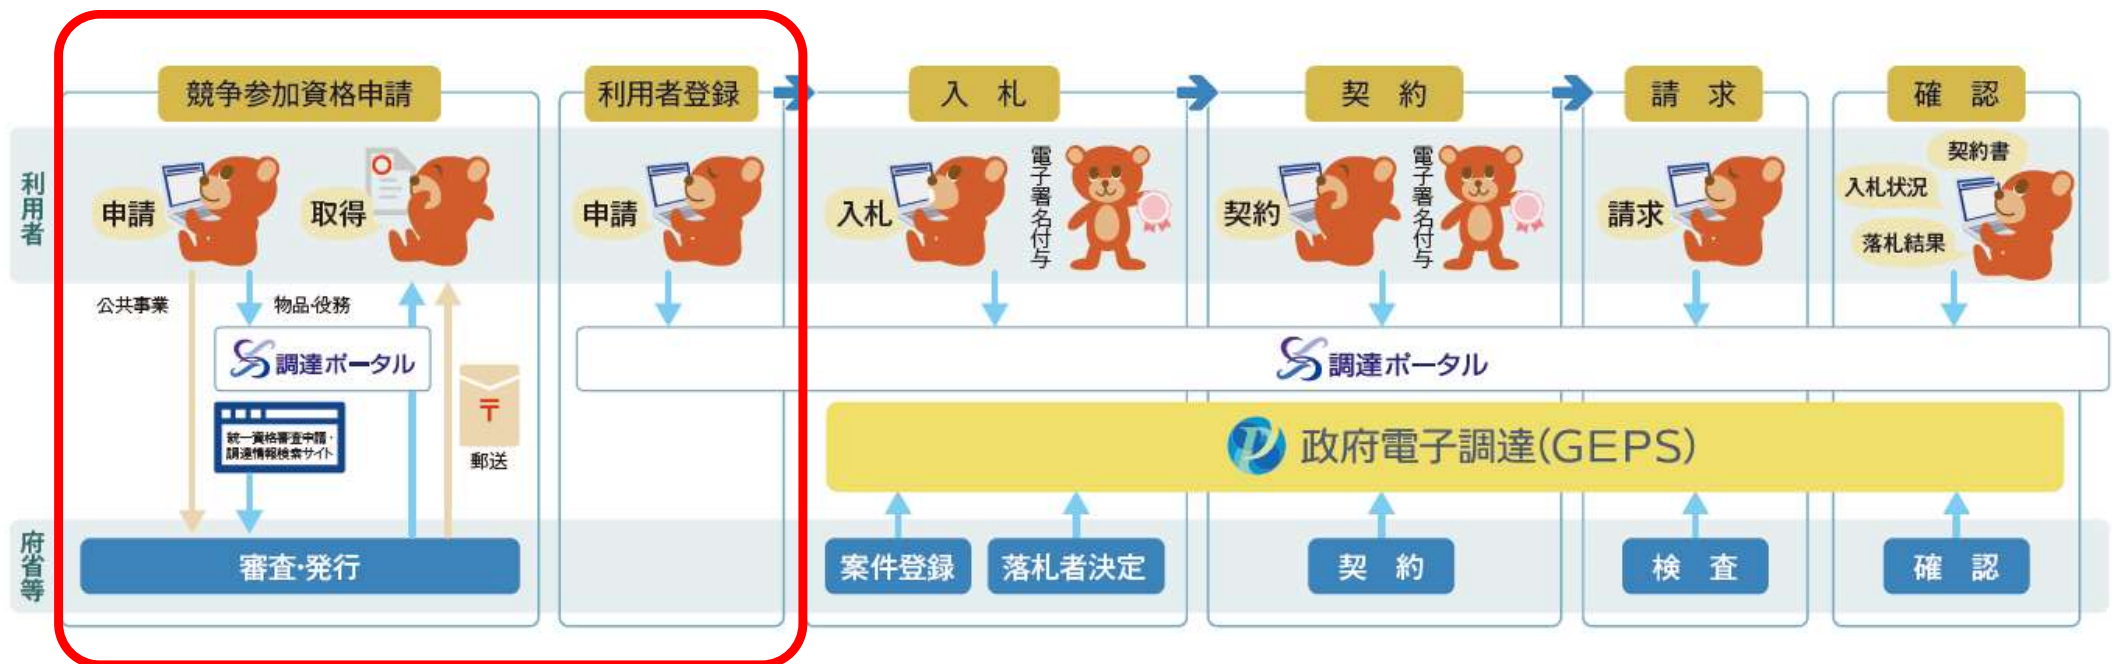 競争参加資格申請
利用者登録
入 札
契 約
請 求
確 認
利用者
申請
取得
申請
入札
電子署名付与
契約
電子署名付与
請求
契約書
入札状況
落札結果
公共事業
物品・役務
調達ポータル
調達ポータル
統一資格審査申請・
調達情報検索サイト
〒
郵送
政府電子調達(GEPS)
府省等
審査・発行
案件登録
落札者決定
契 約
検 査
確 認